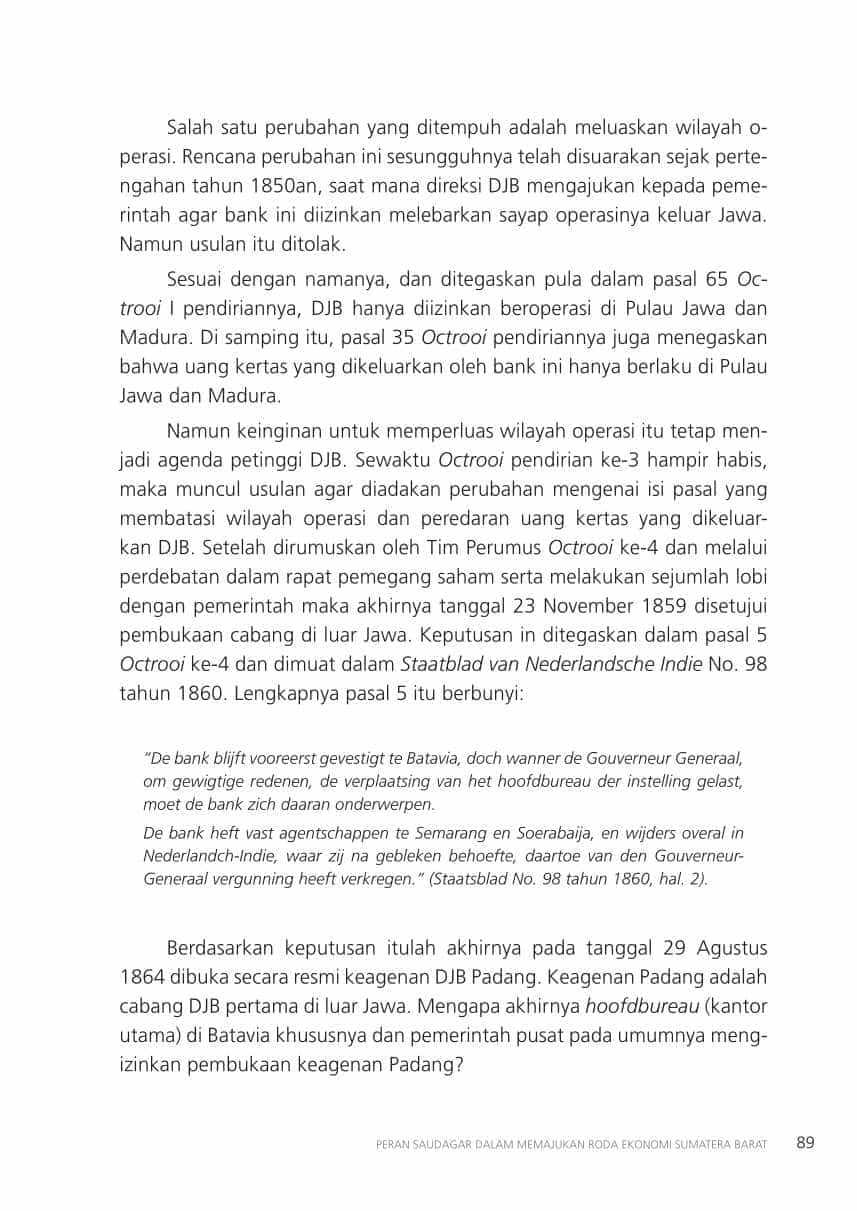 Salah satu perubahan yang ditempuh adalah meluaskan wilayah o-
perasi. Rencana perubahan ini sesungguhnya telah disuarakan sejak perte-
ngahan tahun 1850an, saat mana direksi DJB mengajukan kepada peme-
rintah agar bank ini diizinkan melebarkan sayap operasinya keluar Jawa.
Namun usulan itu ditolak.
Sesuai dengan namanya, dan ditegaskan pula dalam pasal 65 Oc-
trooi I pendiriannya, DJB hanya diizinkan beroperasi di Pulau Jawa dan
Madura. Di samping itu, pasal 35 Octrooi pendiriannya juga menegaskan
bahwa uang kertas yang dikeluarkan oleh bank ini hanya berlaku di Pulau
Jawa dan Madura.
Namun keinginan untuk memperluas wilayah operasi itu tetap men-
jadi agenda petinggi DJB. Sewaktu Octrooi pendirian ke-3 hampir habis,
maka muncul usulan agar diadakan perubahan mengenai isi pasal yang
membatasi wilayah operasi dan peredaran uang kertas yang dikeluar-
kan DJB. Setelah dirumuskan oleh Tim Perumus Octrooi ke-4 dan melalui
perdebatan dalam rapat pemegang saham serta melakukan sejumlah lobi
dengan pemerintah maka akhirnya tanggal 23 November 1859 disetujui
pembukaan cabang di luar Jawa. Keputusan in ditegaskan dalam pasal 5
Octrooi ke-4 dan dimuat dalam Staatblad van Nederlandsche Indie No. 98
tahun 1860. Lengkapnya pasal 5 itu berbunyi:
“De bank blijft vooreerst gevestigt te Batavia, doch wanner de Gouverneur Generaal,
om gewigtige redenen, de verplaatsing van het hoofdbureau der instelling gelast,
moet de bank zich daaran onderwerpen.
De bank heft vast agentschappen te Semarang en Soerabaija, en wijders overal in
Nederlandch-Indie, waar zij na gebleken behoefte, daartoe van den Gouverneur-
Generaal vergunning heeft verkregen.” (Staatsblad No. 98 tahun 1860, hal. 2).
Berdasarkan keputusan itulah akhirnya pada tanggal 29 Agustus
1864 dibuka secara resmi keagenan DJB Padang. Keagenan Padang adalah
cabang DJB pertama di luar Jawa. Mengapa akhirnya hoofdbureau (kantor
utama) di Batavia khususnya dan pemerintah pusat pada umumnya meng-
izinkan pembukaan keagenan Padang?
PERAN SAUDAGAR DALAM MEMAJUKAN RODA EKONOMI SUMATERA BARAT 89